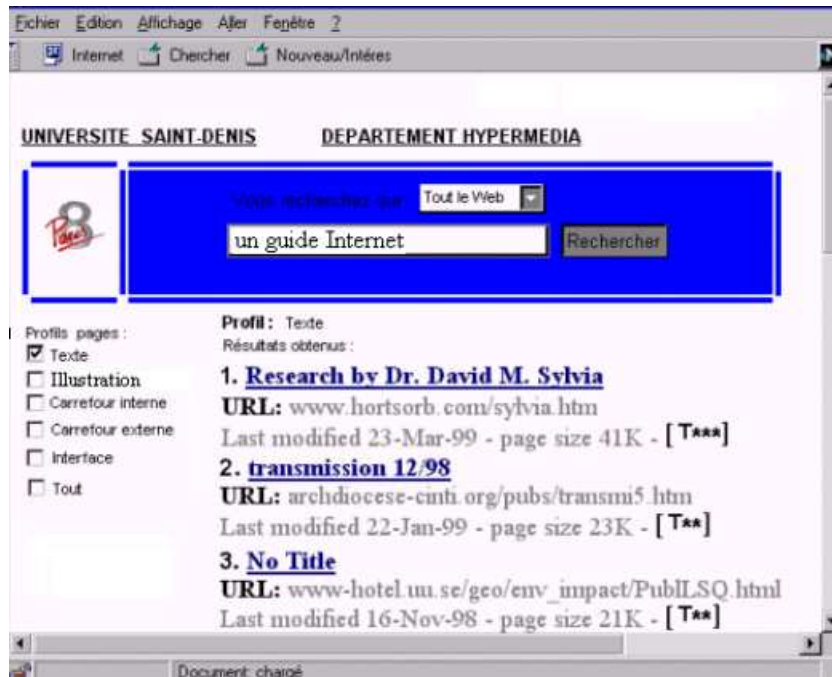 Fichier Edition Affichage Aller Fenêtre ?
Internet Chercher Nouveau/Intéres
UNIVERSITE SAINT-DENIS DEPARTEMENT HYPERMEDIA
Tout le Web
Paris 8
un guide Internet Rechercher
Profils pages :
Texte
Illustration
Carrefour interne
Carrefour externe
Interface
Tout
Profil : Texte
Résultats obtenus :
1. Research by Dr. David M. Sylvia
URL: www.hortsorb.com/sylvia.htm
Last modified 23-Mar-99 - page size 41K - [ T***]
2. transmission 12/98
URL: archdiocese-cinti.org/pubs/transmi5.htm
Last modified 22-Jan-99 - page size 23K - [ T**]
3. No Title
URL: www-hotel.uu.se/geo/env_impact/PublLSQ.html
Last modified 16-Nov-98 - page size 21K - [ T**]
Document: chargé